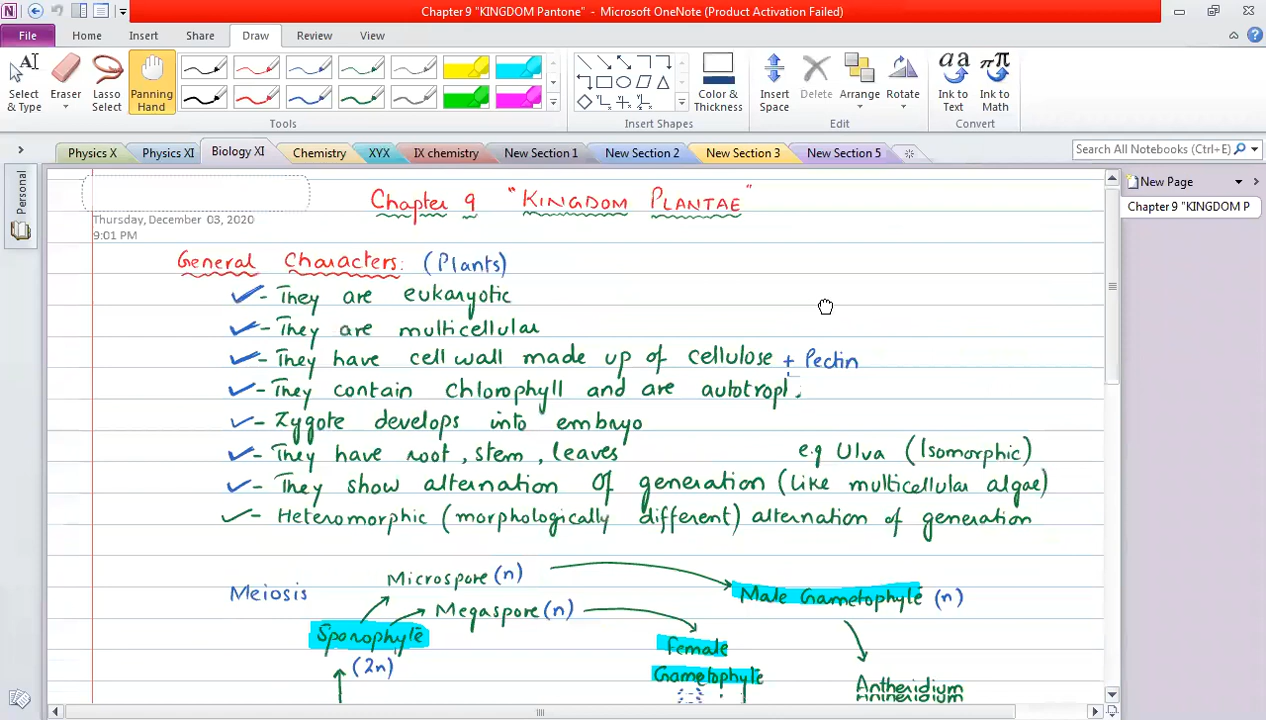 Chapter 9 "KINGDOM Pantone" - Microsoft OneNote (Product Activation Failed)
File Home Insert Share Draw Review View
Select & Type
Eraser
Lasso Select
Panning Hand
Color & Thickness
Insert Space
Delete
Arrange
Rotate
Ink to Text
Ink to Math
Tools
Insert Shapes
Edit
Convert
Physics X Physics XI Biology XI Chemistry XYX IX chemistry New Section 1 New Section 2 New Section 3 New Section 5
Search All Notebooks (Ctrl+E)
Personal
New Page
Chapter 9 "KINGDOM P
Chapter 9 "KINGDOM PLANTAE"
Thursday, December 03, 2020
9:01 PM
General Characters: (Plants)
- They are eukaryotic
- They are multicellular
- They have cell wall made up of cellulose + Pectin
- They contain Chlorophyll and are autotroph
- Zygote develops into embryo
- They have root, stem, leaves
e.g Ulva (Isomorphic)
- They show alternation of generation (like multicellular algae)
- Heteromorphic (morphologically different) alternation of generation
Meiosis
Microspore (n)
Megaspore (n)
Male Gametophyte (n)
Sporophyte
(2n)
Female
Gametophyte
Antheridium